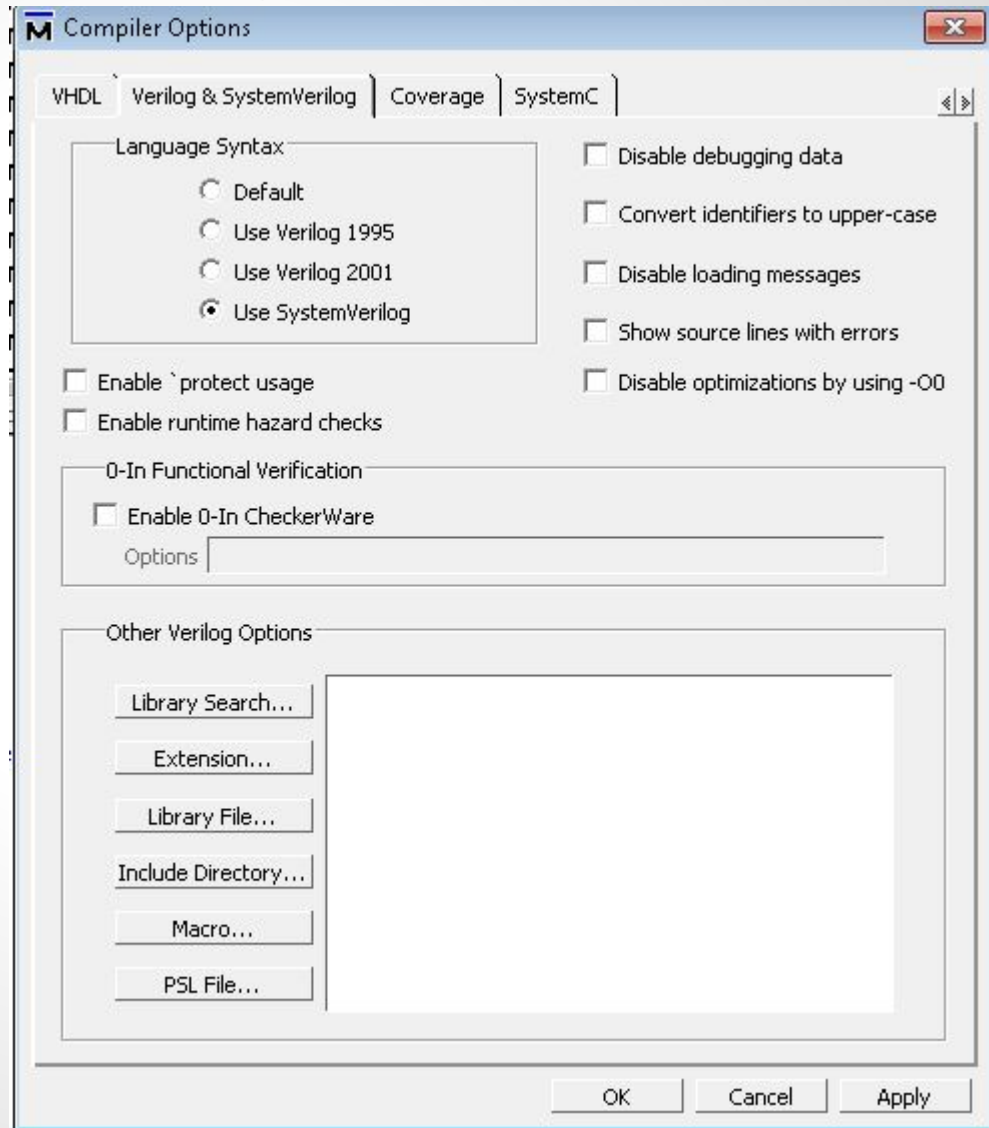 M Compiler Options
VHDL Verilog & SystemVerilog Coverage SystemC
Language Syntax
Default
Use Verilog 1995
Use Verilog 2001
Use SystemVerilog
Disable debugging data
Convert identifiers to upper-case
Disable loading messages
Show source lines with errors
Disable optimizations by using -O0
Enable `protect usage
Enable runtime hazard checks
0-In Functional Verification
Enable 0-In CheckerWare
Options
Other Verilog Options
Library Search...
Extension...
Library File...
Include Directory...
Macro...
PSL File...
OK Cancel Apply